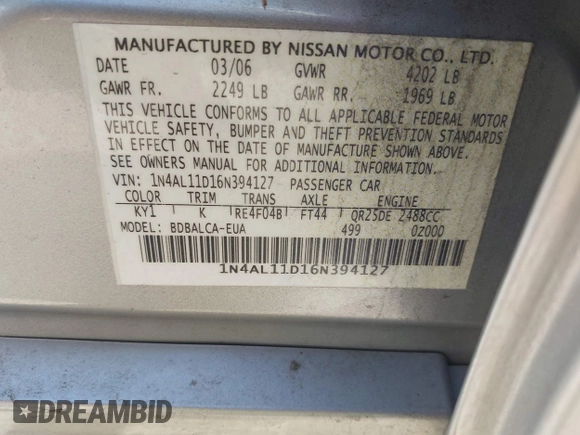 MANUFACTURED BY NISSAN MOTOR CO., LTD.
DATE 03/06 GVWR 4202 LB
GAWR FR. 2249 LB GAWR RR. 1969 LB
THIS VEHICLE CONFORMS TO ALL APPLICABLE FEDERAL MOTOR
VEHICLE SAFETY, BUMPER AND THEFT PREVENTION STANDARDS
IN EFFECT ON THE DATE OF MANUFACTURE SHOWN ABOVE.
SEE OWNERS MANUAL FOR ADDITIONAL INFORMATION.
VIN: 1N4AL11D16N394127 PASSENGER CAR
COLOR TRIM TRANS AXLE ENGINE
KY1 K RE4F04B FT44 QR25DE 2488CC
MODEL: BDBALCA-EUA 499 0Z000
1N4AL11D16N394127
DREAMBID